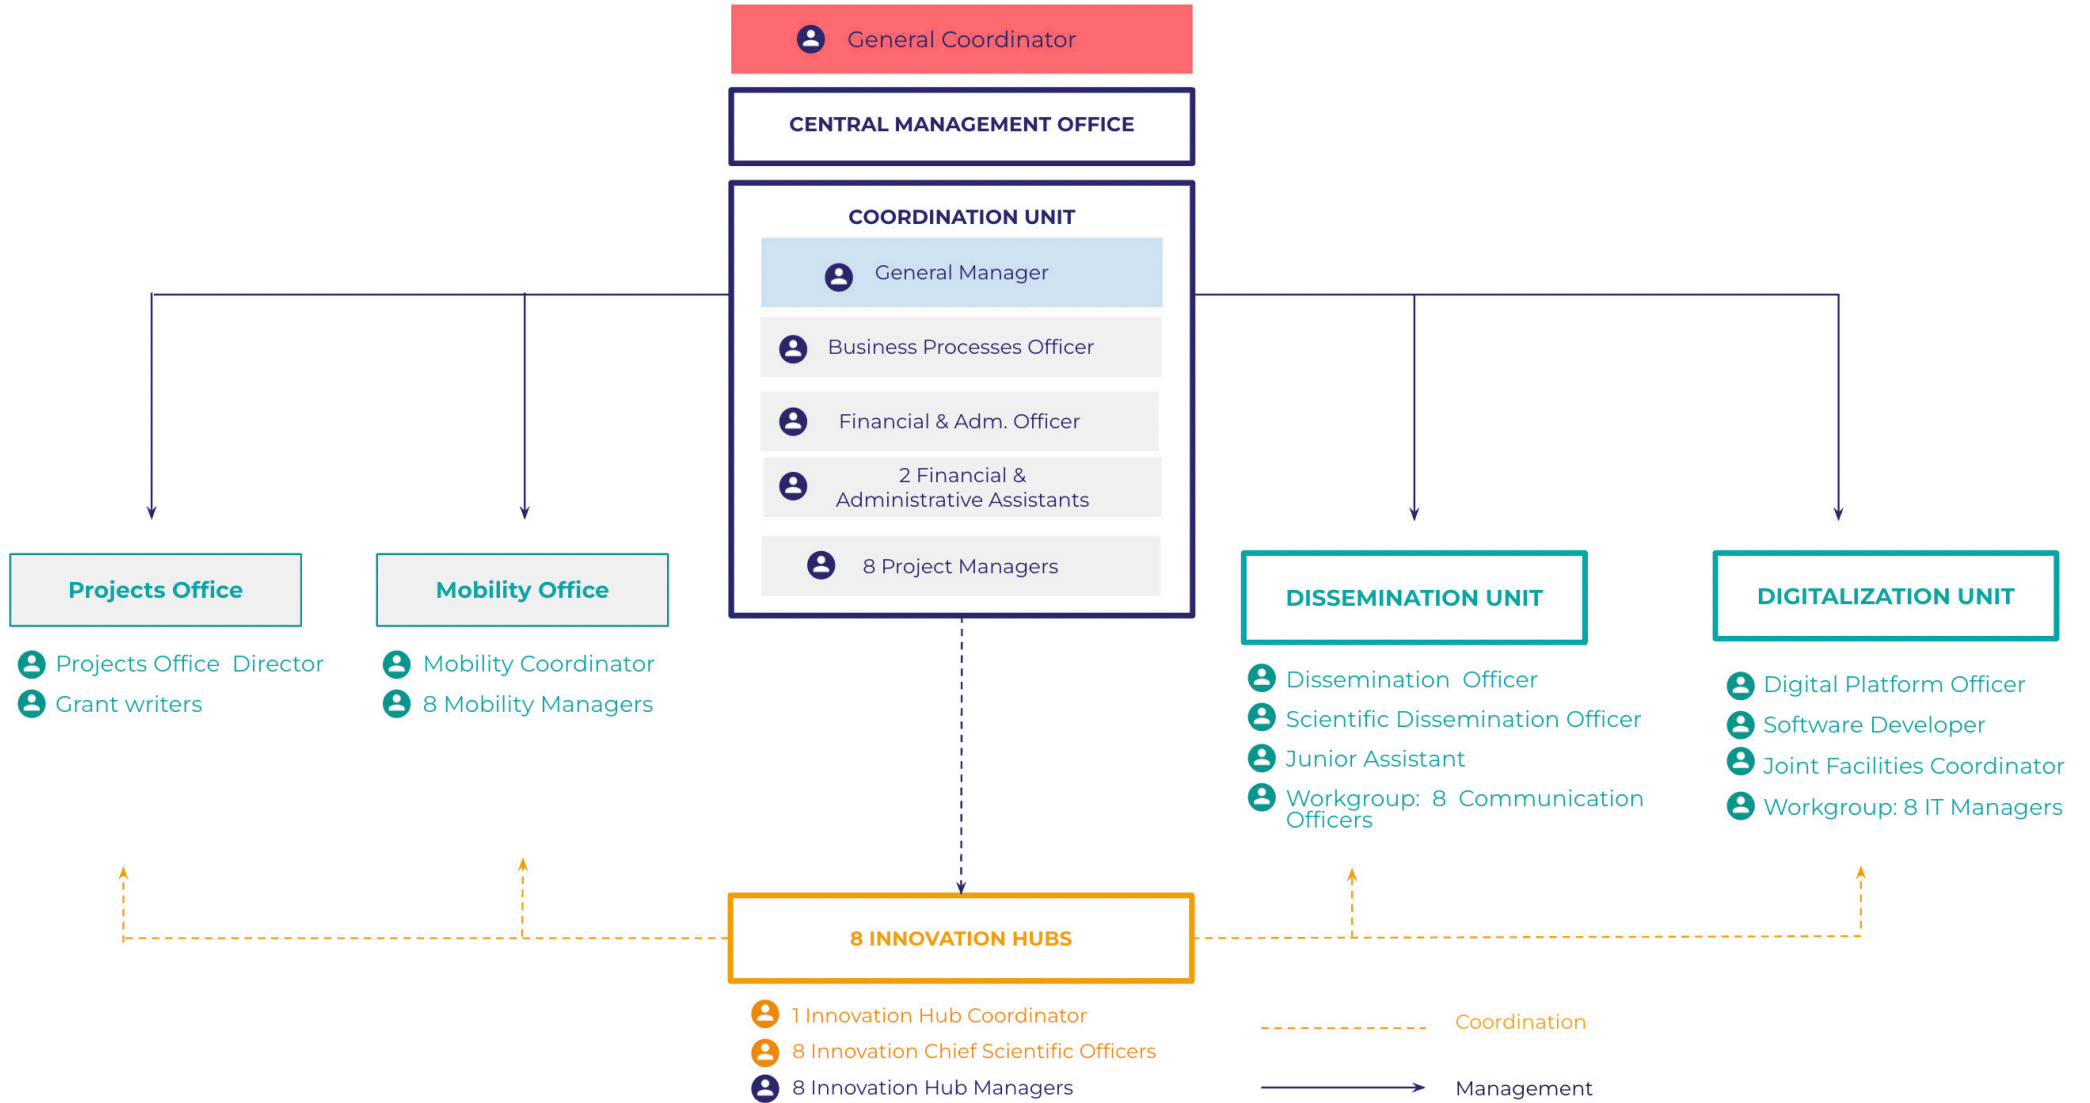 General Coordinator
CENTRAL MANAGEMENT OFFICE
COORDINATION UNIT
General Manager
Business Processes Officer
Financial & Adm. Officer
2 Financial &
Administrative Assistants
8 Project Managers
Projects Office
Projects Office Director
Grant writers
Mobility Office
Mobility Coordinator
8 Mobility Managers
DISSEMINATION UNIT
Dissemination Officer
Scientific Dissemination Officer
Junior Assistant
Workgroup: 8 Communication
Officers
DIGITALIZATION UNIT
Digital Platform Officer
Software Developer
Joint Facilities Coordinator
Workgroup: 8 IT Managers
8 INNOVATION HUBS
1 Innovation Hub Coordinator
8 Innovation Chief Scientific Officers
8 Innovation Hub Managers
Coordination
Management